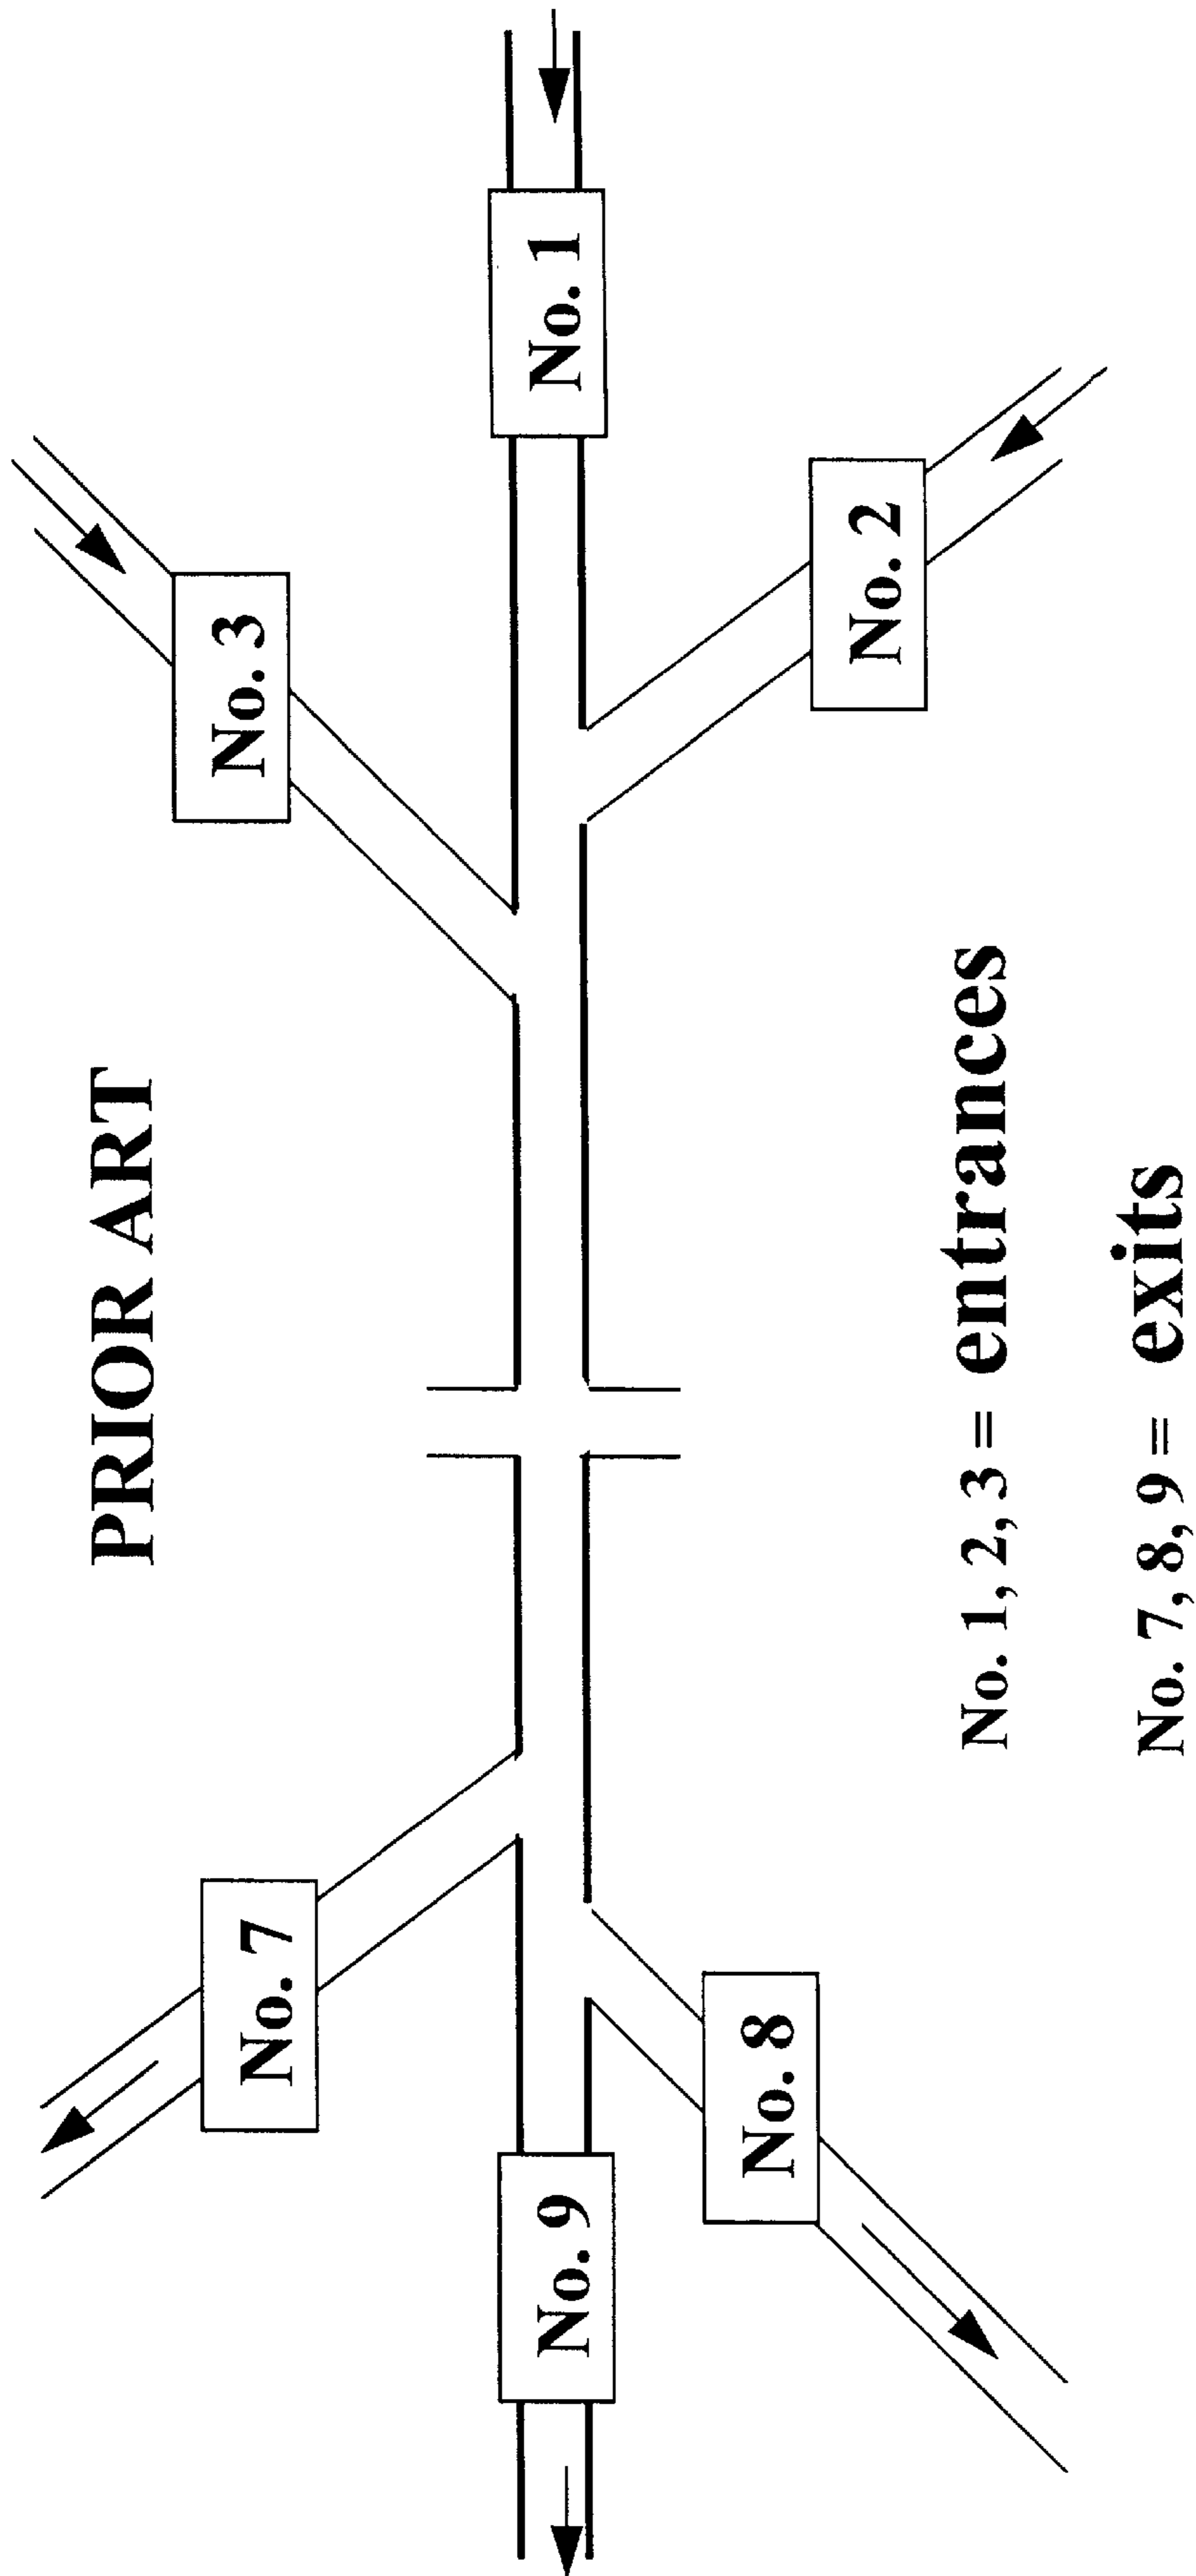 PRIOR ART
No. 7
No. 3
No. 9
No. 1
No. 8
No. 2
No. 1, 2, 3 = entrances
No. 7, 8, 9 = exits